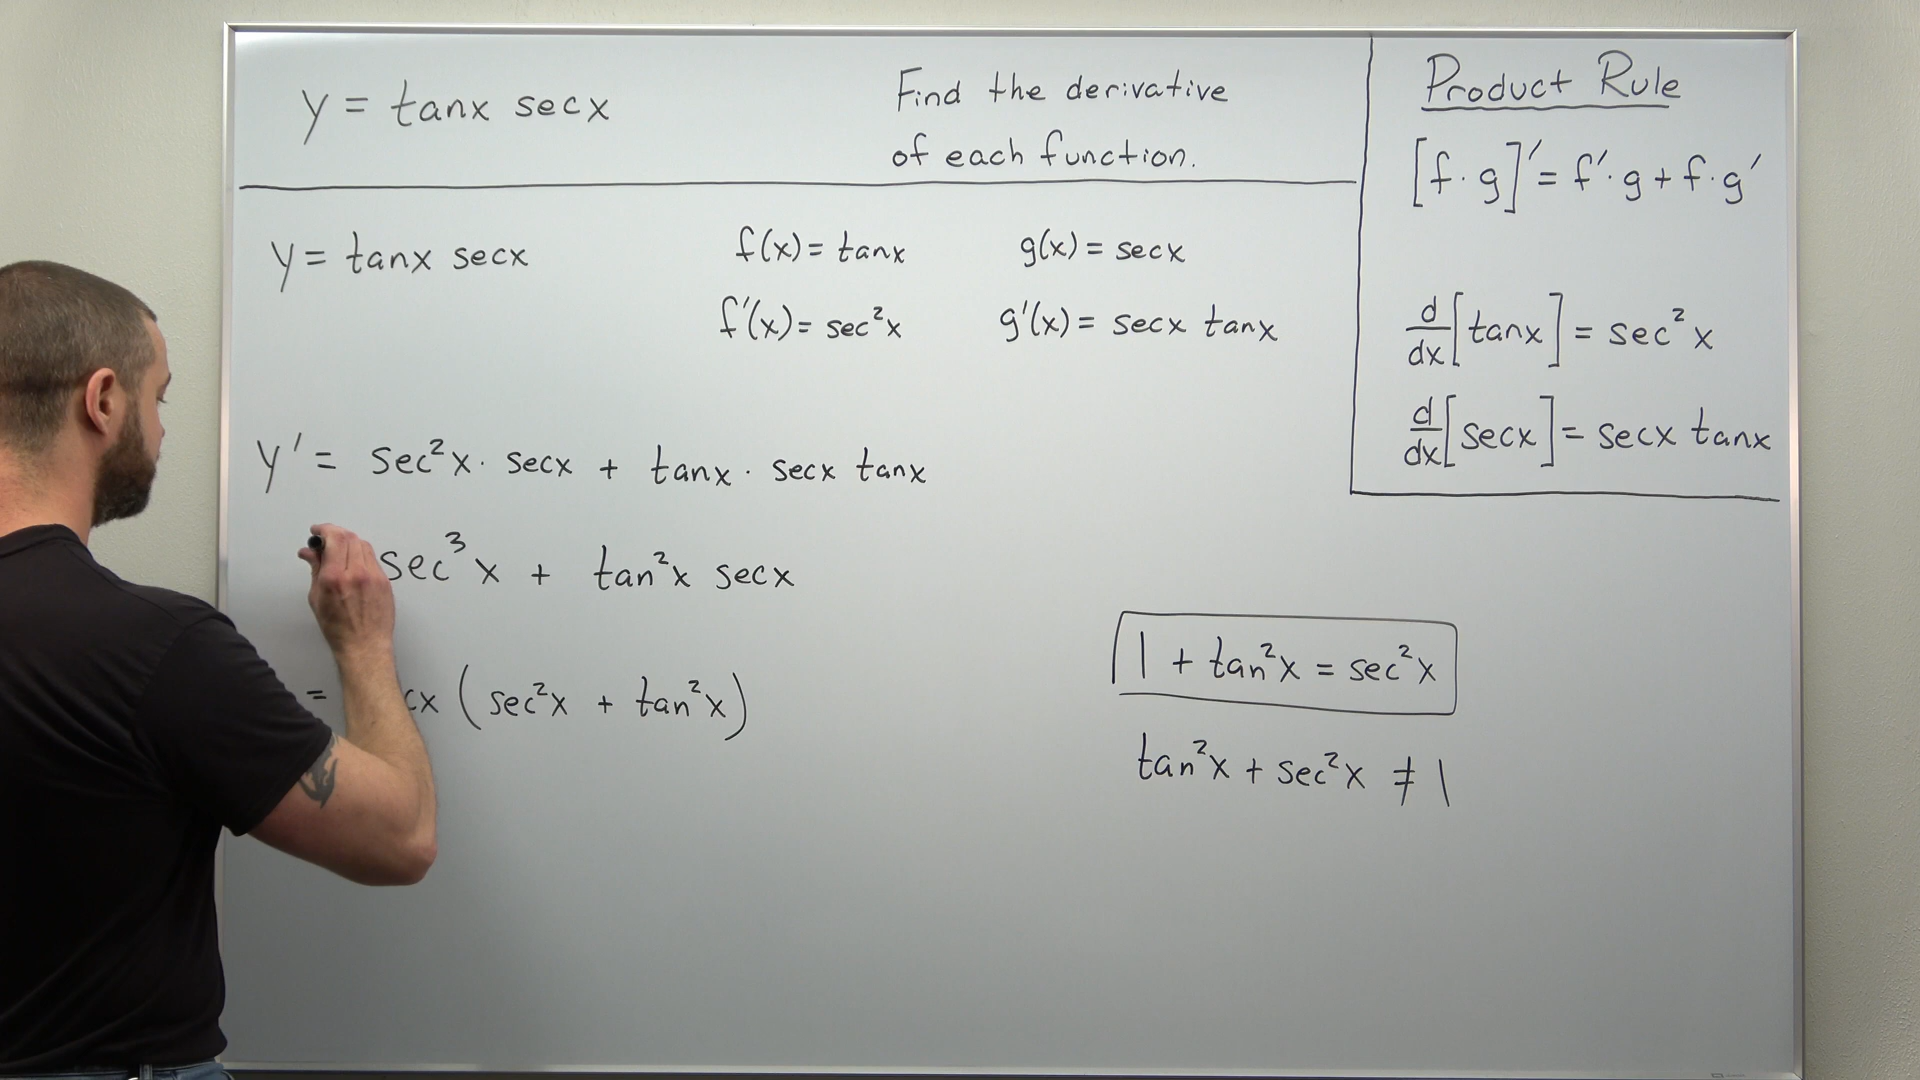 y = tanx secx
Find the derivative
of each function.
y = tanx secx
f(x) = tanx
g(x) = secx
f'(x) = sec²x
g'(x) = secx tanx
y' = sec²x · secx + tanx · secx tanx
sec³x + tan²x secx
= cx (sec²x + tan²x)
1 + tan²x = sec²x
tan²x + sec²x ≠ 1
Product Rule
[f · g]' = f' · g + f · g'
d/dx [tanx] = sec²x
d/dx [secx] = secx tanx